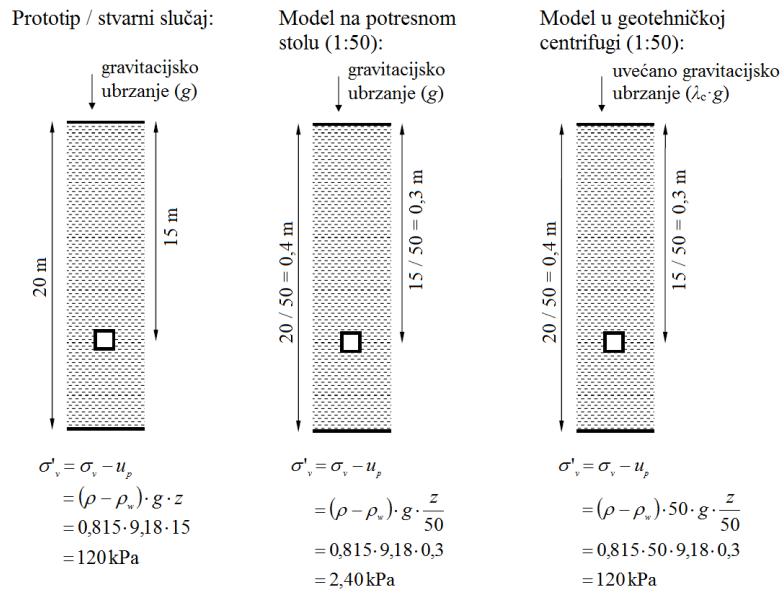 Prototip / stvarni slučaj:
gravitacijsko
ubrzanje (g)
20 m
15 m
σ'ᵥ = σᵥ − uₚ
= (ρ − ρ_w) · g · z
= 0,815 · 9,18 · 15
= 120 kPa
Model na potresnom
stolu (1:50):
gravitacijsko
ubrzanje (g)
20 / 50 = 0,4 m
15 / 50 = 0,3 m
σ'ᵥ = σᵥ − uₚ
= (ρ − ρ_w) · g · z/50
= 0,815 · 9,18 · 0,3
= 2,40 kPa
Model u geotehničkoj
centrifugi (1:50):
uvećano gravitacijsko
ubrzanje (λc·g)
20 / 50 = 0,4 m
15 / 50 = 0,3 m
σ'ᵥ = σᵥ − uₚ
= (ρ − ρ_w) · 50 · g · z/50
= 0,815 · 50 · 9,18 · 0,3
= 120 kPa